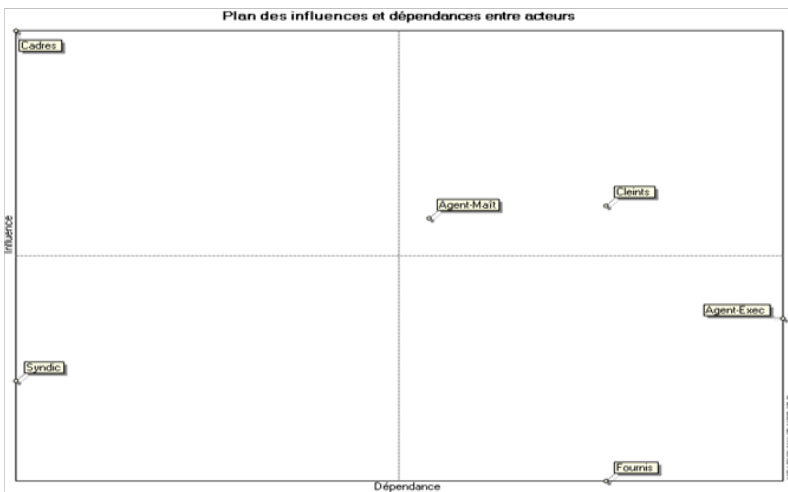 Plan des influences et dépendances entre acteurs
Cadres
Cleints
Agent-Maît
Influence
Agent-Exec
Syndic
Fournis
Dépendance